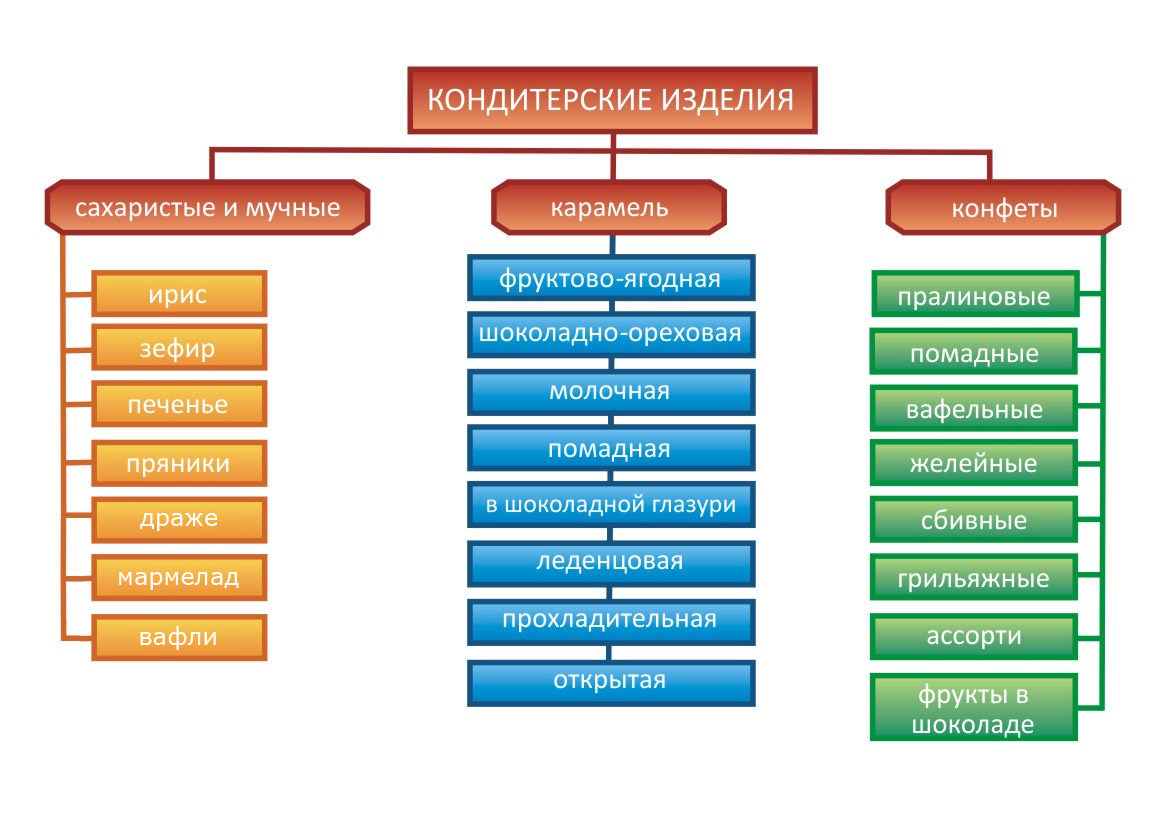 КОНДИТЕРСКИЕ ИЗДЕЛИЯ
сахаристые и мучные
ирис
зефир
печенье
пряники
драже
мармелад
вафли
карамель
фруктово-ягодная
шоколадно-ореховая
молочная
помадная
в шоколадной глазури
леденцовая
прохладительная
открытая
конфеты
пралиновые
помадные
вафельные
желейные
сбивные
грильяжные
ассорти
фрукты в
шоколаде